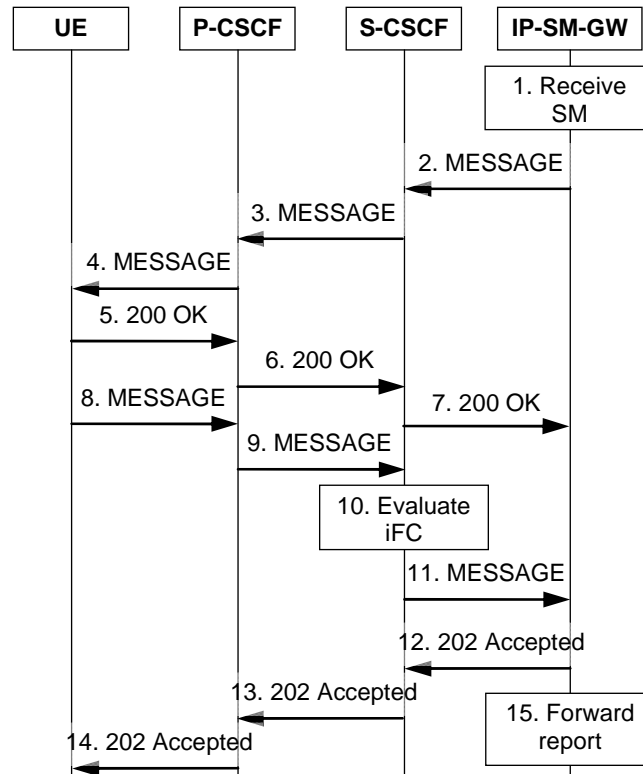 UE
P-CSCF
S-CSCF
IP-SM-GW
1. Receive
SM
2. MESSAGE
3. MESSAGE
4. MESSAGE
5. 200 OK
6. 200 OK
8. MESSAGE
7. 200 OK
9. MESSAGE
10. Evaluate
iFC
11. MESSAGE
12. 202 Accepted
13. 202 Accepted
15. Forward
report
14. 202 Accepted